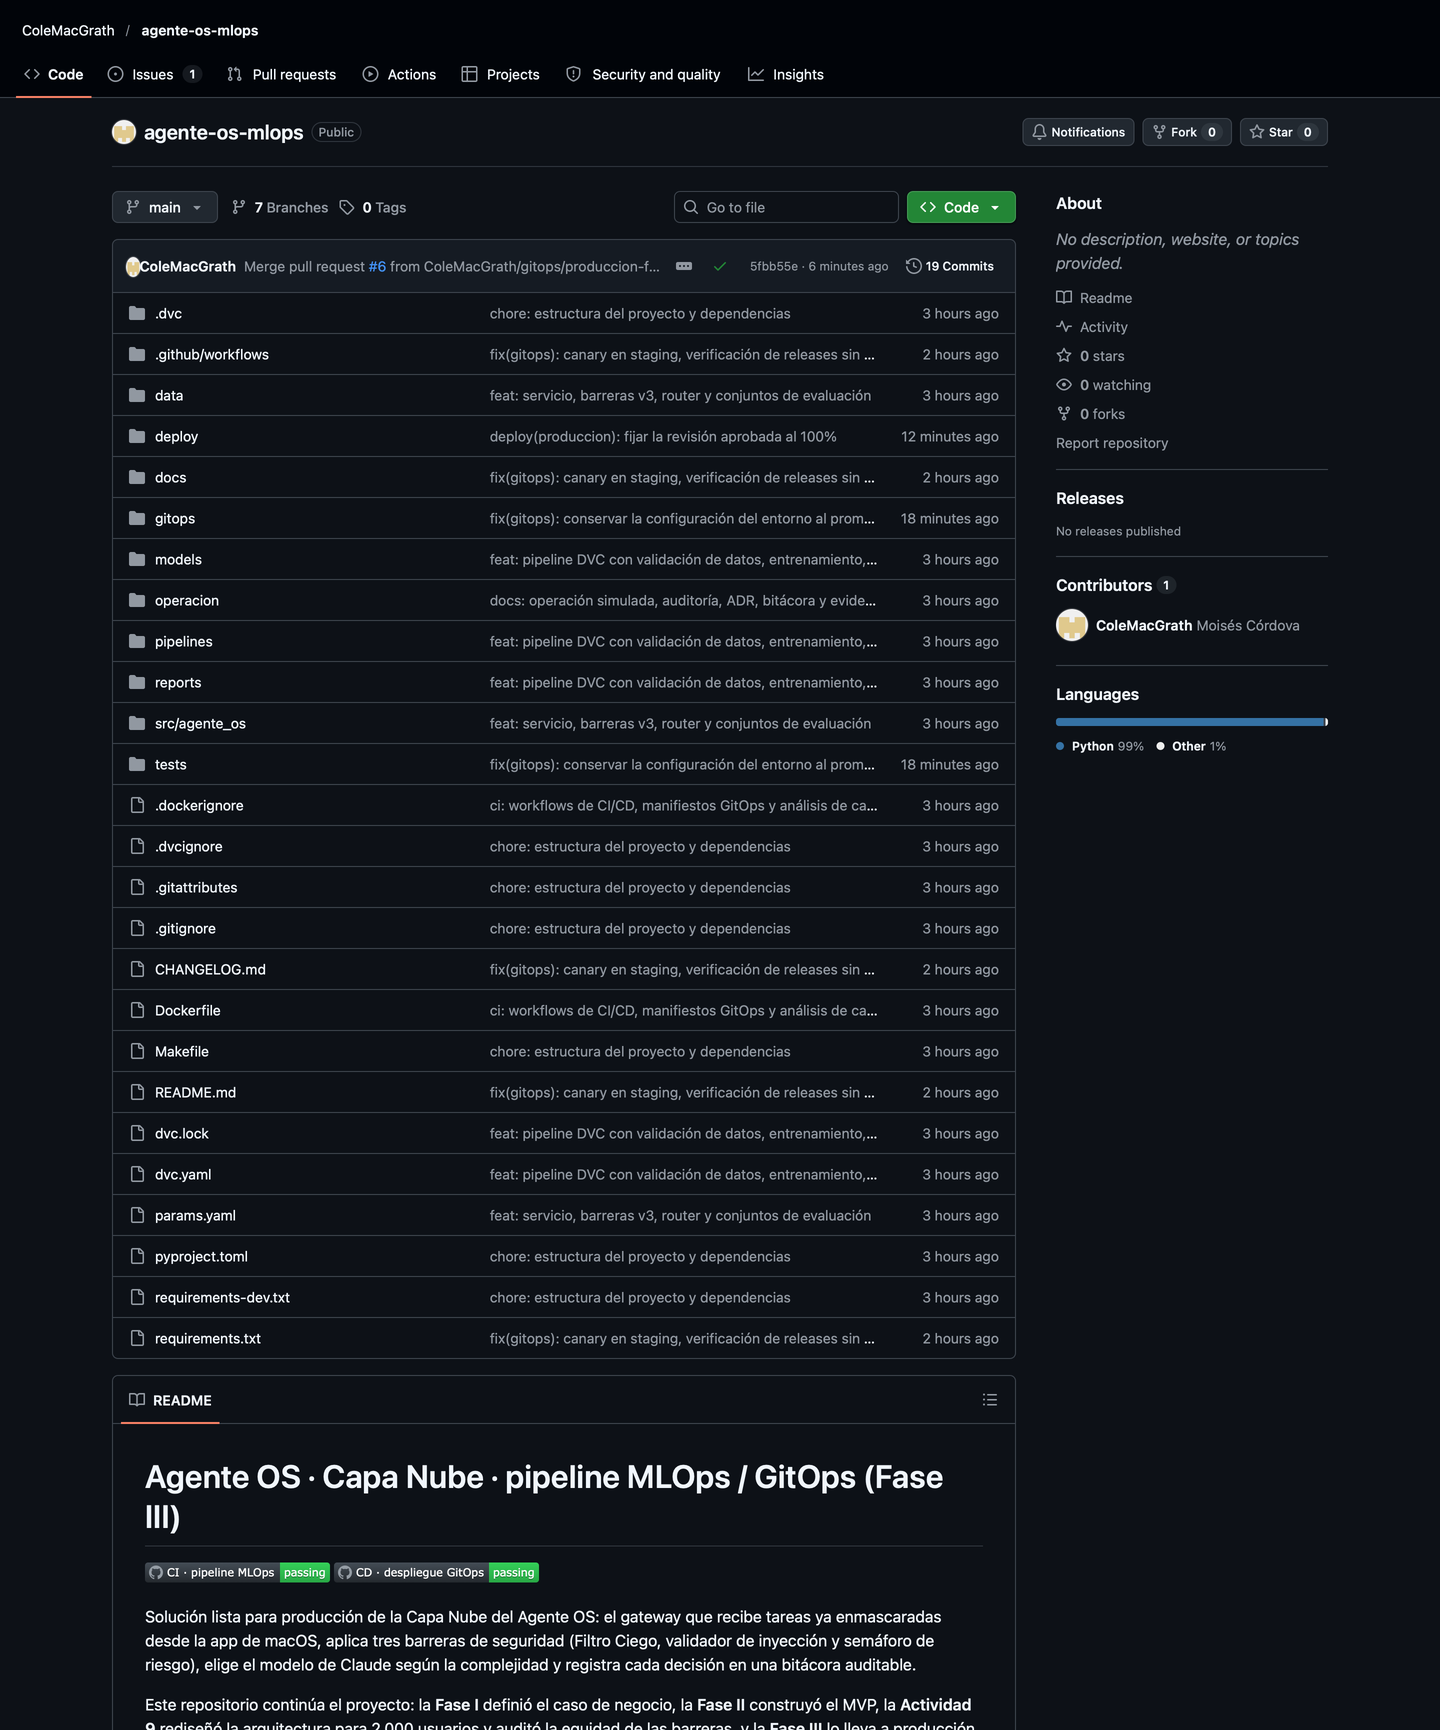 ColeMacGrath / agente-os-mlops
Code Issues 1 Pull requests Actions Projects Security and quality Insights
agente-os-mlops Public Notifications Fork 0 Star 0
main 7 Branches 0 Tags Go to file Code
ColeMacGrath Merge pull request #6 from ColeMacGrath/gitops/produccion-f... 5fbb55e · 6 minutes ago 19 Commits
.dvc chore: estructura del proyecto y dependencias 3 hours ago
.github/workflows fix(gitops): canary en staging, verificación de releases sin ... 2 hours ago
data feat: servicio, barreras v3, router y conjuntos de evaluación 3 hours ago
deploy deploy(produccion): fijar la revisión aprobada al 100% 12 minutes ago
docs fix(gitops): canary en staging, verificación de releases sin ... 2 hours ago
gitops fix(gitops): conservar la configuración del entorno al prom... 18 minutes ago
models feat: pipeline DVC con validación de datos, entrenamiento,... 3 hours ago
operacion docs: operación simulada, auditoría, ADR, bitácora y evide... 3 hours ago
pipelines feat: pipeline DVC con validación de datos, entrenamiento,... 3 hours ago
reports feat: pipeline DVC con validación de datos, entrenamiento,... 3 hours ago
src/agente_os feat: servicio, barreras v3, router y conjuntos de evaluación 3 hours ago
tests fix(gitops): conservar la configuración del entorno al prom... 18 minutes ago
.dockerignore ci: workflows de CI/CD, manifiestos GitOps y análisis de ca... 3 hours ago
.dvcignore chore: estructura del proyecto y dependencias 3 hours ago
.gitattributes chore: estructura del proyecto y dependencias 3 hours ago
.gitignore chore: estructura del proyecto y dependencias 3 hours ago
CHANGELOG.md fix(gitops): canary en staging, verificación de releases sin ... 2 hours ago
Dockerfile ci: workflows de CI/CD, manifiestos GitOps y análisis de ca... 3 hours ago
Makefile chore: estructura del proyecto y dependencias 3 hours ago
README.md fix(gitops): canary en staging, verificación de releases sin ... 2 hours ago
dvc.lock feat: pipeline DVC con validación de datos, entrenamiento,... 3 hours ago
dvc.yaml feat: pipeline DVC con validación de datos, entrenamiento,... 3 hours ago
params.yaml feat: servicio, barreras v3, router y conjuntos de evaluación 3 hours ago
pyproject.toml chore: estructura del proyecto y dependencias 3 hours ago
requirements-dev.txt chore: estructura del proyecto y dependencias 3 hours ago
requirements.txt fix(gitops): canary en staging, verificación de releases sin ... 2 hours ago
README
Agente OS · Capa Nube · pipeline MLOps / GitOps (Fase
III)
CI · pipeline MLOps passing CD · despliegue GitOps passing
Solución lista para producción de la Capa Nube del Agente OS: el gateway que recibe tareas ya enmascaradas
desde la app de macOS, aplica tres barreras de seguridad (Filtro Ciego, validador de inyección y semáforo de
riesgo), elige el modelo de Claude según la complejidad y registra cada decisión en una bitácora auditable.
Este repositorio continúa el proyecto: la Fase I definió el caso de negocio, la Fase II construyó el MVP, la Actividad
9 rediseñó la arquitectura para 2,000 usuarios y auditó la equidad de las barreras, y la Fase III lo lleva a producción
About
No description, website, or topics
provided.
Readme
Activity
0 stars
0 watching
0 forks
Report repository
Releases
No releases published
Contributors 1
ColeMacGrath Moisés Córdova
Languages
Python 99% Other 1%